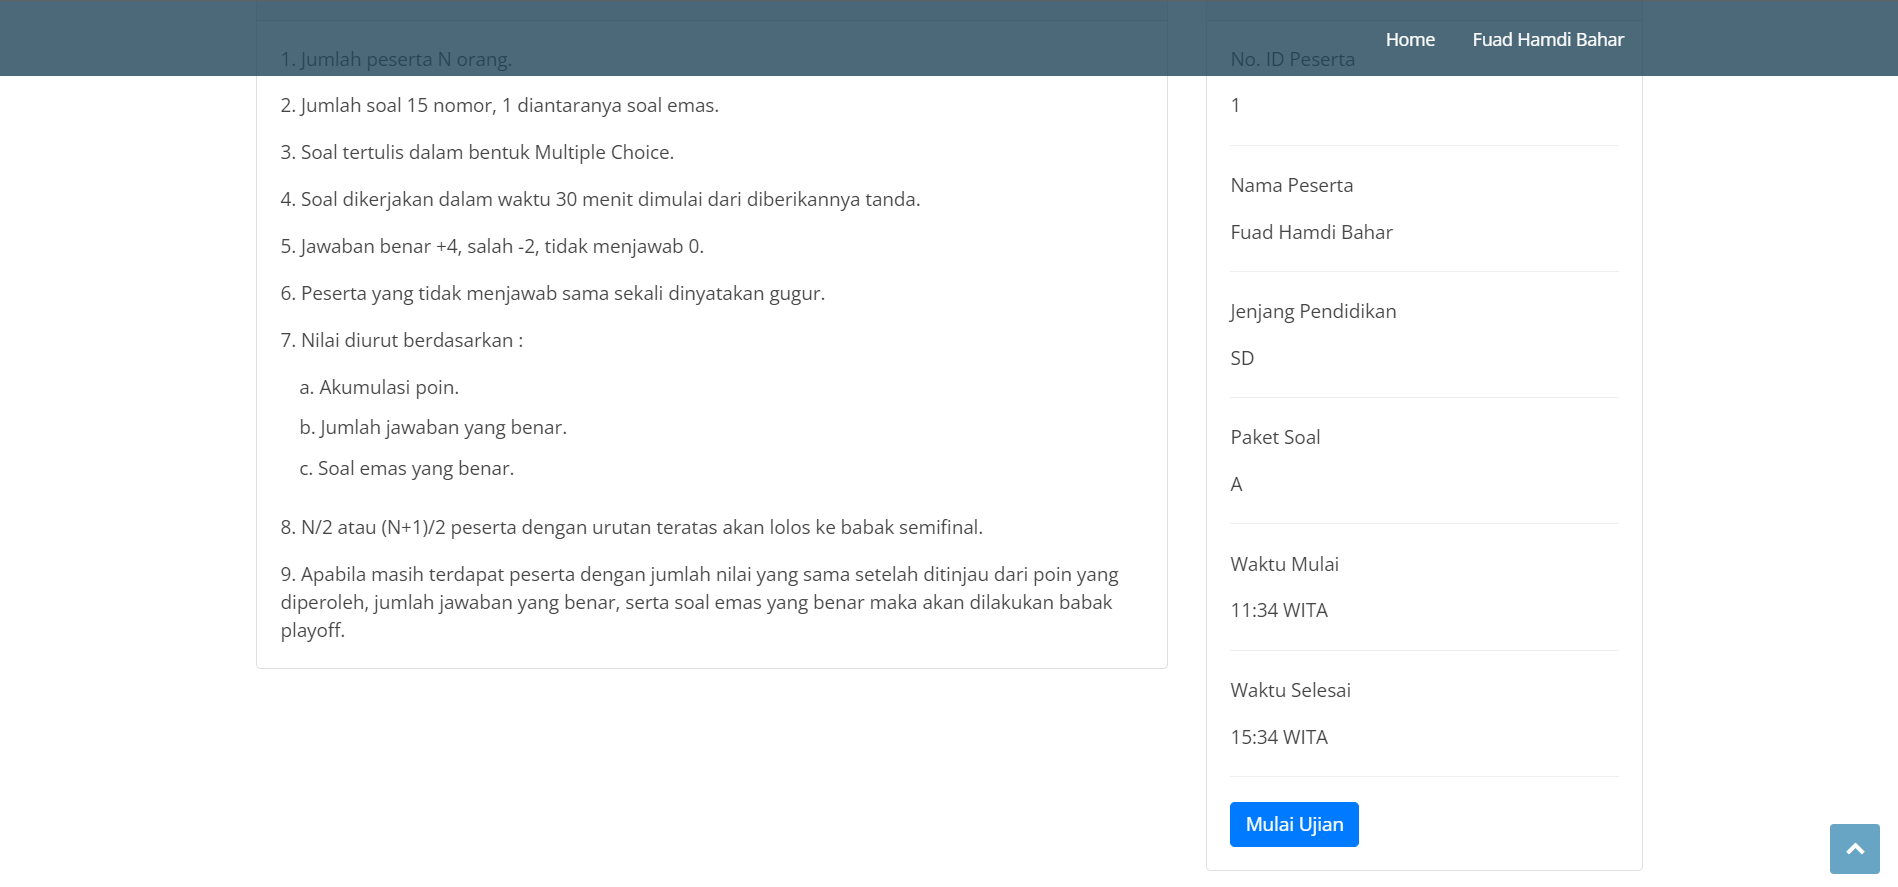 Home
Fuad Hamdi Bahar
1. Jumlah peserta N orang.
2. Jumlah soal 15 nomor, 1 diantaranya soal emas.
3. Soal tertulis dalam bentuk Multiple Choice.
4. Soal dikerjakan dalam waktu 30 menit dimulai dari diberikannya tanda.
5. Jawaban benar +4, salah -2, tidak menjawab 0.
6. Peserta yang tidak menjawab sama sekali dinyatakan gugur.
7. Nilai diurut berdasarkan :
a. Akumulasi poin.
b. Jumlah jawaban yang benar.
c. Soal emas yang benar.
8. N/2 atau (N+1)/2 peserta dengan urutan teratas akan lolos ke babak semifinal.
9. Apabila masih terdapat peserta dengan jumlah nilai yang sama setelah ditinjau dari poin yang
diperoleh, jumlah jawaban yang benar, serta soal emas yang benar maka akan dilakukan babak
playoff.
No. ID Peserta
1
Nama Peserta
Fuad Hamdi Bahar
Jenjang Pendidikan
SD
Paket Soal
A
Waktu Mulai
11:34 WITA
Waktu Selesai
15:34 WITA
Mulai Ujian